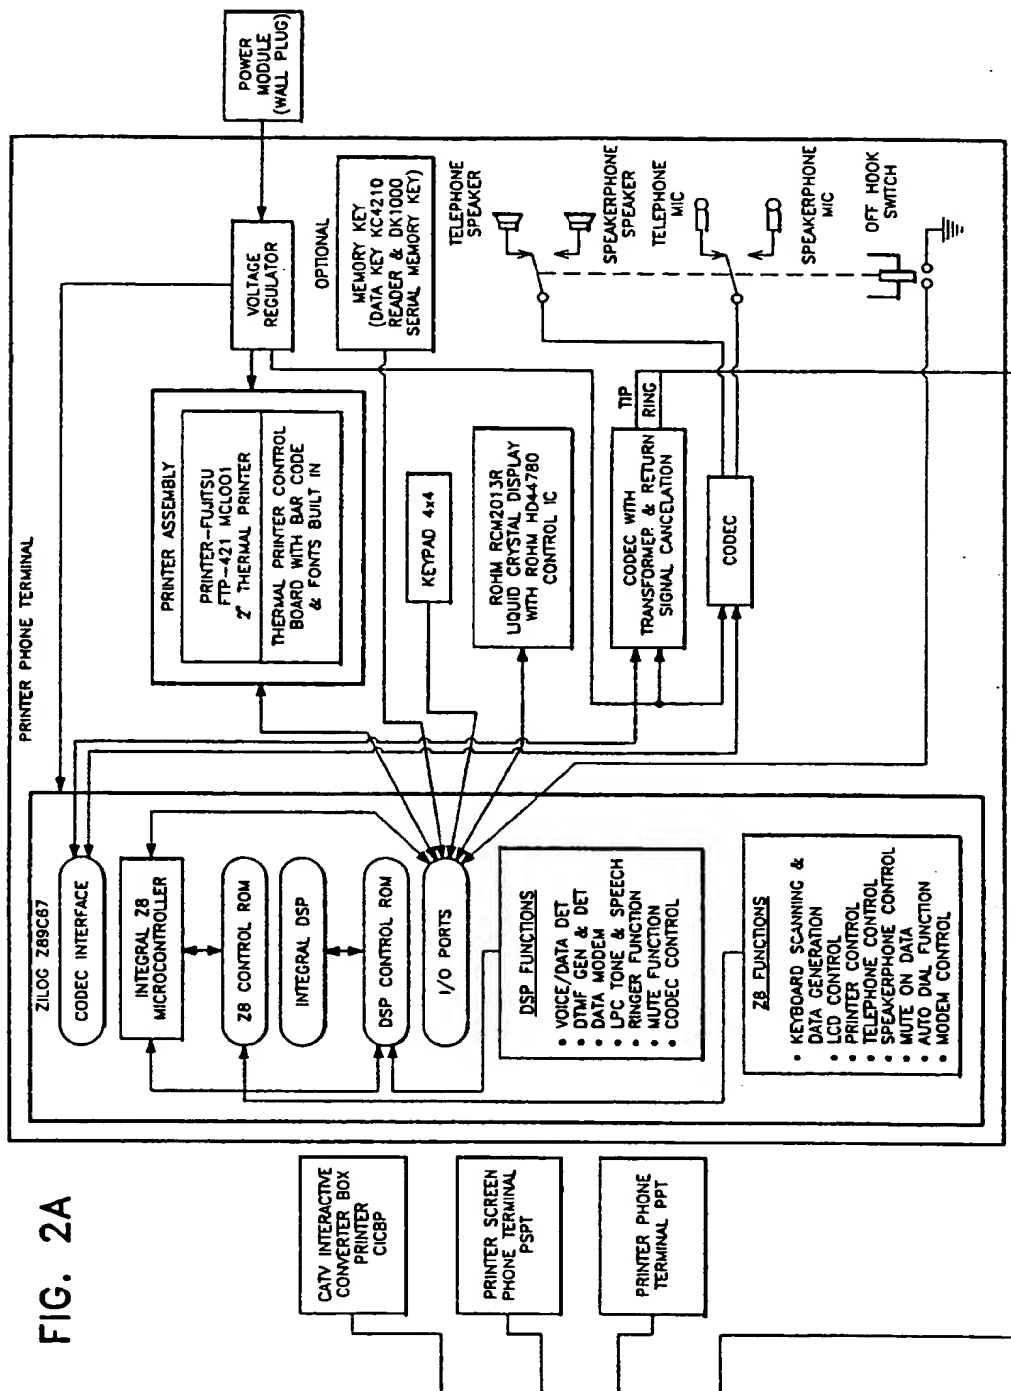 FIG. 2A
CATV INTERACTIVE
CONVERTER BOX
PRINTER
CICBP
PRINTER SCREEN
PHONE TERMINAL
PSPT
PRINTER PHONE
TERMINAL PPT
PRINTER PHONE TERMINAL
ZILOG Z89C67
CODEC INTERFACE
INTEGRAL Z8
MICROCONTROLLER
Z8 CONTROL ROM
INTEGRAL DSP
DSP CONTROL ROM
I/O PORTS
DSP FUNCTIONS
• VOICE/DATA DET
• DTMF GEN & DET
• DATA MODEM
• LPC TONE & SPEECH
• RINGER FUNCTION
• MUTE FUNCTION
• CODEC CONTROL
Z8 FUNCTIONS
• KEYBOARD SCANNING &
DATA GENERATION
• LCD CONTROL
• PRINTER CONTROL
• TELEPHONE CONTROL
• SPEAKERPHONE CONTROL
• MUTE ON DATA
• AUTO DIAL FUNCTION
• MODEM CONTROL
PRINTER ASSEMBLY
PRINTER-FUJITSU
FTP-421 MCL001
2" THERMAL PRINTER
THERMAL PRINTER CONTROL
BOARD WITH BAR CODE
& FONTS BUILT IN
KEYPAD 4x4
ROHM RCM2013R
LIQUID CRYSTAL DISPLAY
WITH ROHM HD44780
CONTROL IC
CODEC WITH
TRANSFORMER, & RETURN
SIGNAL CANCELATION
TIP
RING
CODEC
VOLTAGE
REGULATOR
OPTIONAL
MEMORY KEY
(DATA KEY KC4210
READER & DK1000
SERIAL MEMORY KEY)
TELEPHONE
SPEAKER
SPEAKERPHONE
SPEAKER
TELEPHONE
MIC
SPEAKERPHONE
MIC
OFF HOOK
SWITCH
POWER
MODULE
(WALL PLUG)